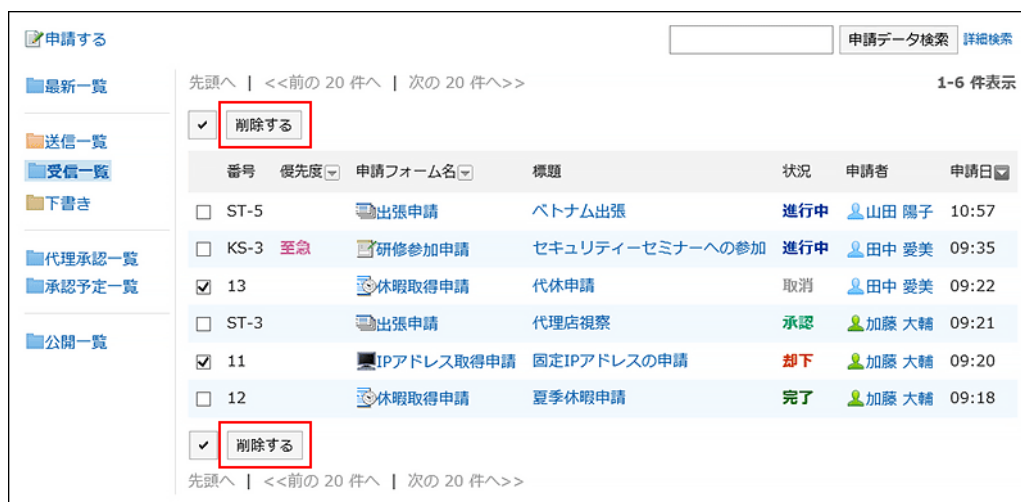 申請する
申請データ検索 詳細検索
最新一覧
送信一覧
受信一覧
下書き
代理承認一覧
承認予定一覧
公開一覧
先頭へ | <<前の 20 件へ | 次の 20 件へ>>
1-6 件表示
削除する
番号 優先度 申請フォーム名 標題 状況 申請者 申請日
ST-5 出張申請 ベトナム出張 進行中 山田 陽子 10:57
KS-3 至急 研修参加申請 セキュリティーセミナーへの参加 進行中 田中 愛美 09:35
13 休暇取得申請 代休申請 取消 田中 愛美 09:22
ST-3 出張申請 代理店視察 承認 加藤 大輔 09:21
11 IPアドレス取得申請 固定IPアドレスの申請 却下 加藤 大輔 09:20
12 休暇取得申請 夏季休暇申請 完了 加藤 大輔 09:18
削除する
先頭へ | <<前の 20 件へ | 次の 20 件へ>>